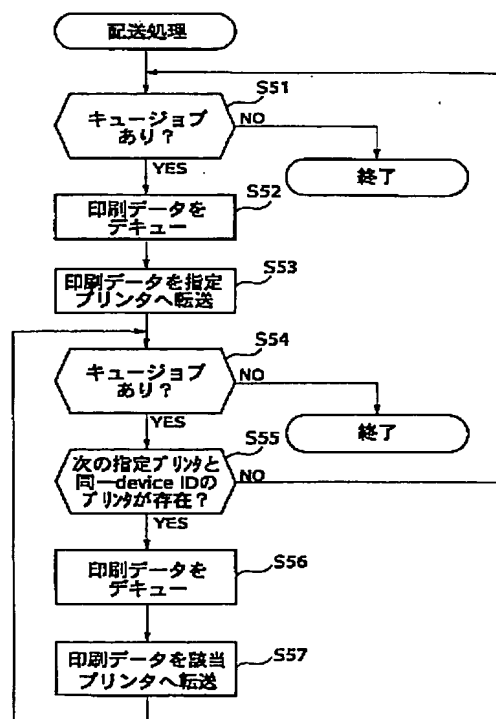 配送処理
S51
キュージョブ
あり?
NO
YES
終了
S52
印刷データを
デキュー
S53
印刷データを指定
プリンタへ転送
S54
キュージョブ
あり?
NO
YES
終了
S55
次の指定プリンタと
同一device IDの
プリンタが存在?
NO
YES
S56
印刷データを
デキュー
S57
印刷データを該当
プリンタへ転送